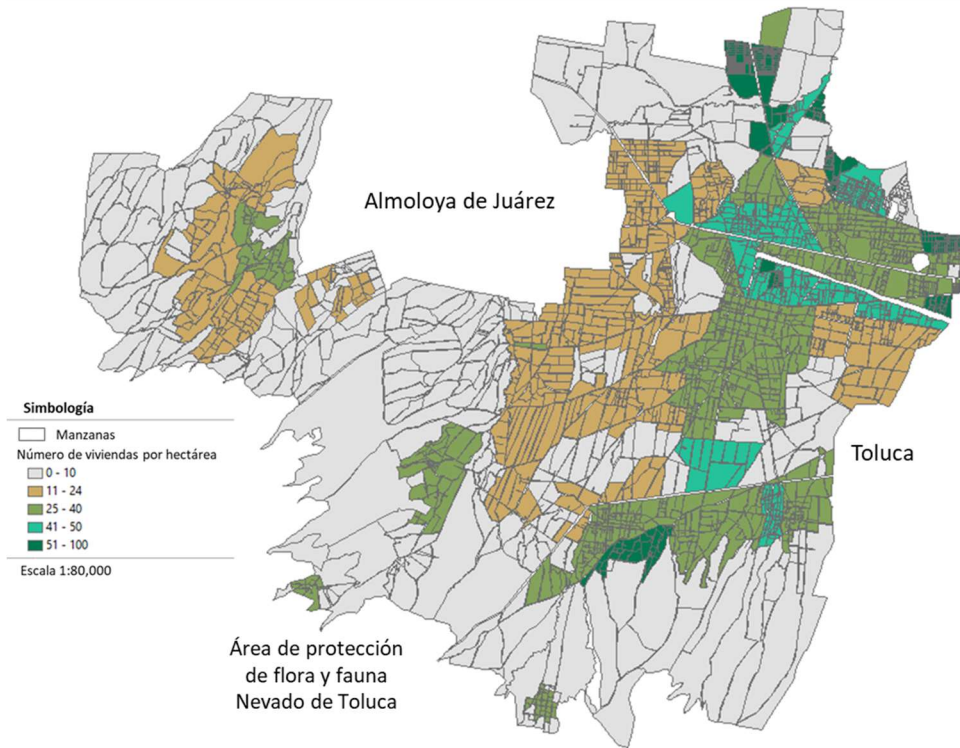 Almoloya de Juárez
Toluca
Simbología
Manzanas
Número de viviendas por hectárea
0 - 10
11 - 24
25 - 40
41 - 50
51 - 100
Escala 1:80,000
Área de protección
de flora y fauna
Nevado de Toluca